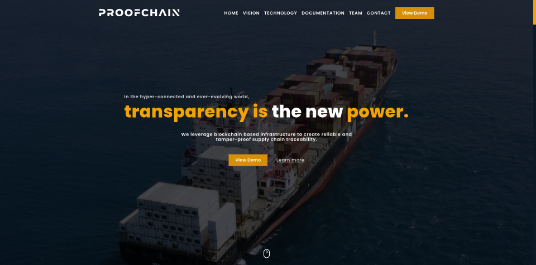 PROOFCHAIN
HOME VISION TECHNOLOGY DOCUMENTATION TEAM CONTACT View Demo
In the hyper-connected and ever-evolving world,
transparency is the new power.
We leverage blockchain based infrastructure to create reliable and
tamper-proof supply chain traceability.
View Demo Learn more